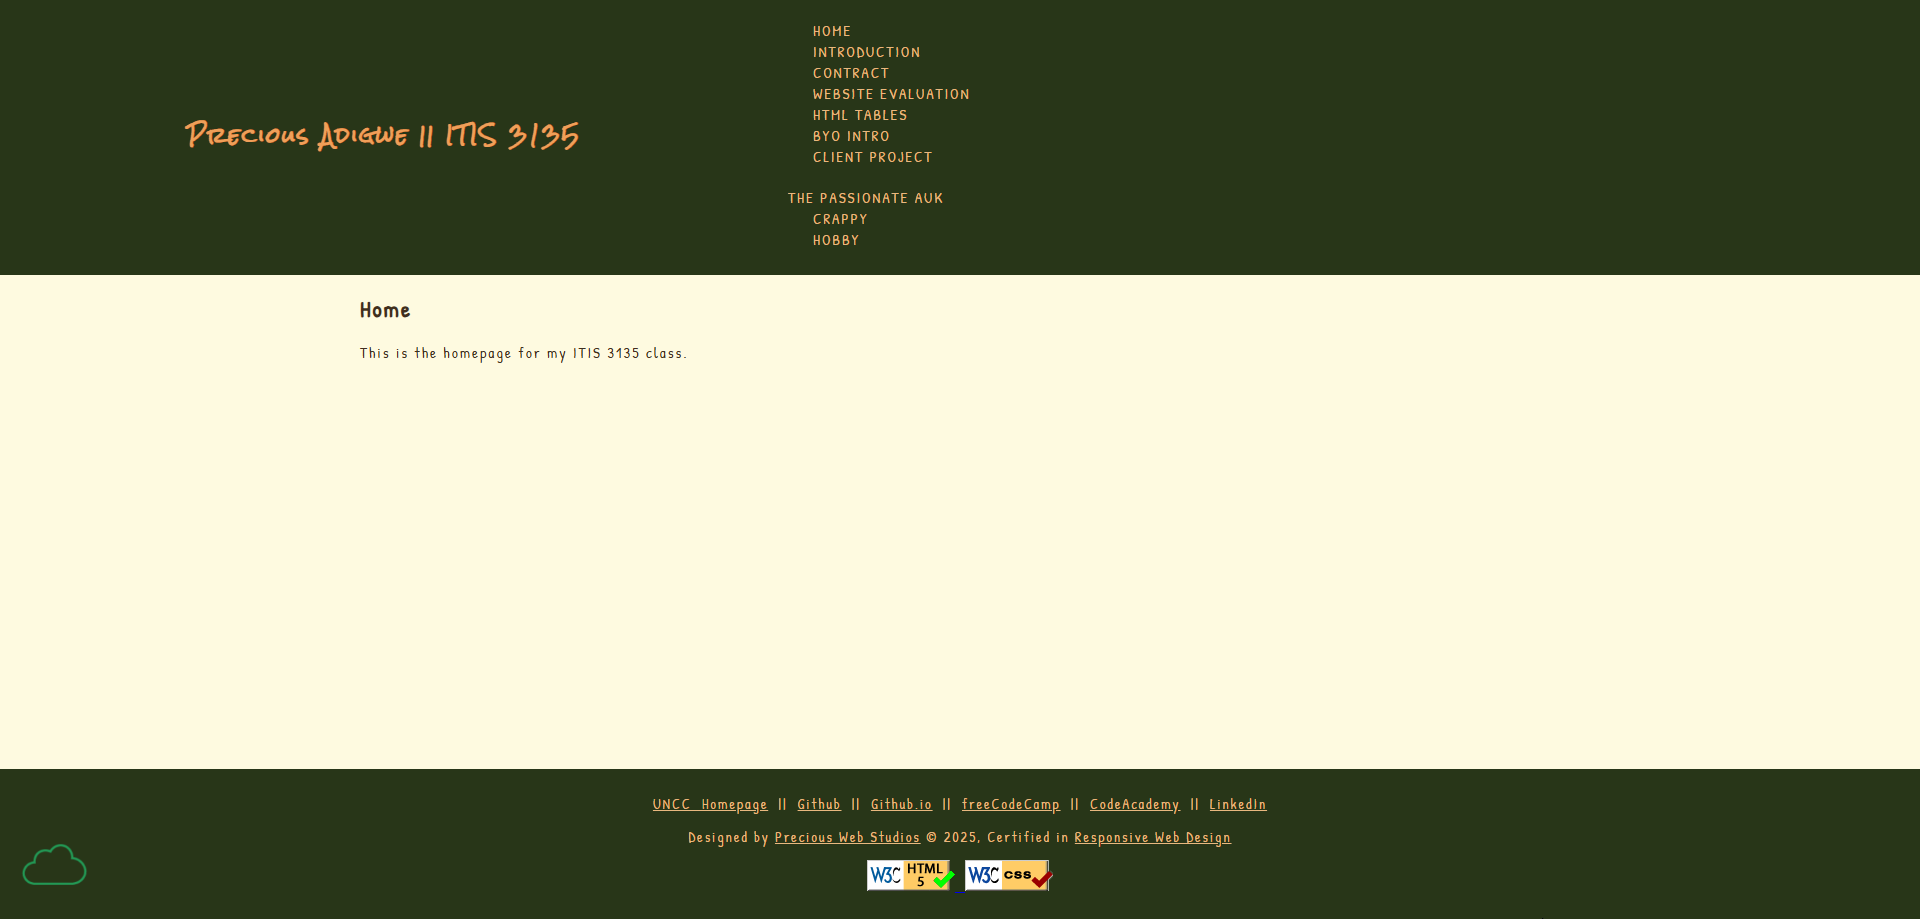 Precious Adigwe || ITIS 3135
HOME
INTRODUCTION
CONTRACT
WEBSITE EVALUATION
HTML TABLES
BYO INTRO
CLIENT PROJECT
THE PASSIONATE AUK
CRAPPY
HOBBY
Home
This is the homepage for my ITIS 3135 class.
UNCC Homepage || Github || Github.io || freeCodeCamp || CodeAcademy || LinkedIn
Designed by Precious Web Studios © 2025, Certified in Responsive Web Design
W3C HTML 5 W3C css